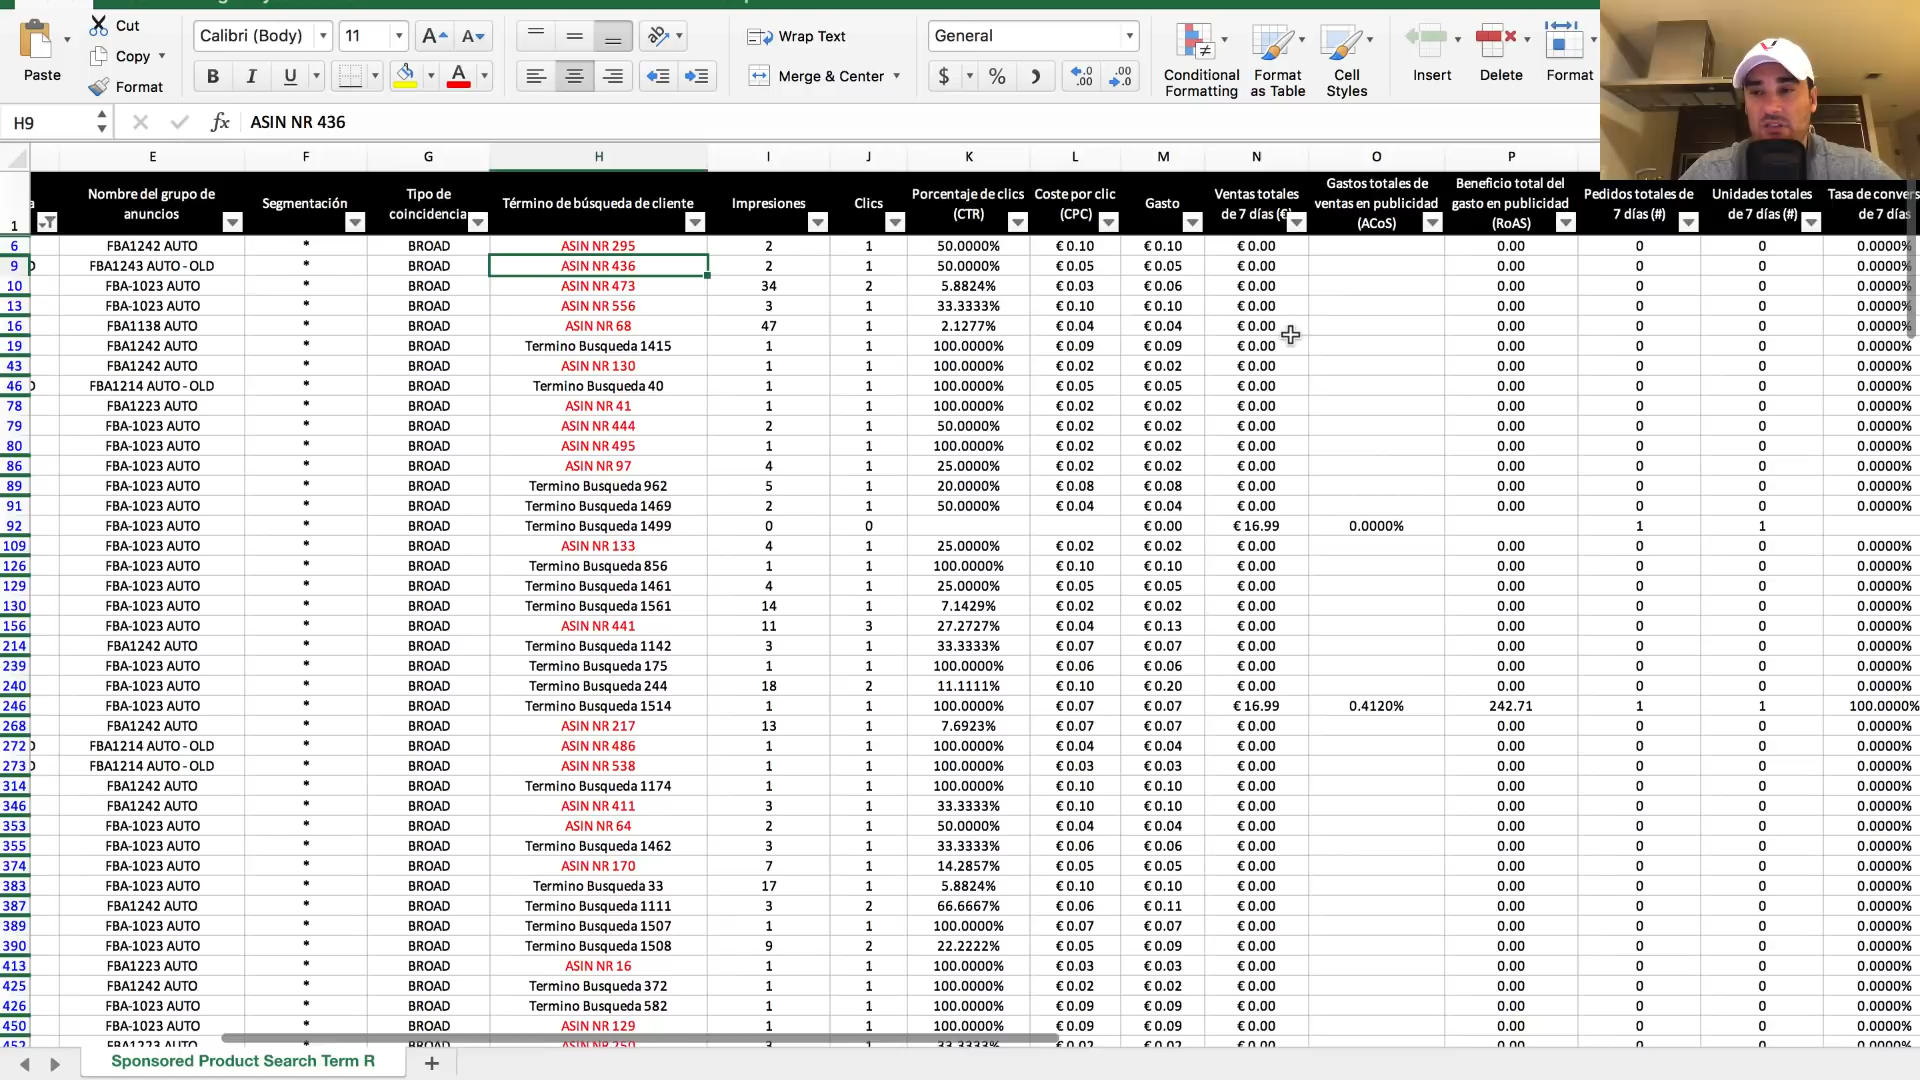 Cut
Calibri (Body) 11 A A Wrap Text General
Copy
Paste Format B I U A Merge & Center $ % Conditional Formatting Format as Table Cell Styles Insert Delete Format
H9 fx ASIN NR 436
E F G H I J K L M N O P
1 Nombre del grupo de anuncios Segmentación Tipo de coincidencia Término de búsqueda de cliente Impresiones Clics Porcentaje de clics (CTR) Coste por clic (CPC) Gasto Ventas totales de 7 días (€) Gastos totales de ventas en publicidad (ACoS) Beneficio total del gasto en publicidad (RoAS) Pedidos totales de 7 días (#) Unidades totales de 7 días (#) Tasa de convers de 7 días
6 FBA1242 AUTO * BROAD ASIN NR 295 2 1 50.0000% € 0.10 € 0.10 € 0.00 0.00 0 0 0.0000%
9 FBA1243 AUTO - OLD * BROAD ASIN NR 436 2 1 50.0000% € 0.05 € 0.05 € 0.00 0.00 0 0 0.0000%
10 FBA-1023 AUTO * BROAD ASIN NR 473 34 2 5.8824% € 0.03 € 0.06 € 0.00 0.00 0 0 0.0000%
13 FBA-1023 AUTO * BROAD ASIN NR 556 3 1 33.3333% € 0.10 € 0.10 € 0.00 0.00 0 0 0.0000%
16 FBA1138 AUTO * BROAD ASIN NR 68 47 1 2.1277% € 0.04 € 0.04 € 0.00 0.00 0 0 0.0000%
19 FBA1242 AUTO * BROAD Termino Busqueda 1415 1 1 100.0000% € 0.09 € 0.09 € 0.00 0.00 0 0 0.0000%
43 FBA1242 AUTO * BROAD ASIN NR 130 1 1 100.0000% € 0.02 € 0.02 € 0.00 0.00 0 0 0.0000%
46 FBA1214 AUTO - OLD * BROAD Termino Busqueda 40 1 1 100.0000% € 0.05 € 0.05 € 0.00 0.00 0 0 0.0000%
78 FBA1223 AUTO * BROAD ASIN NR 41 1 1 100.0000% € 0.02 € 0.02 € 0.00 0.00 0 0 0.0000%
79 FBA-1023 AUTO * BROAD ASIN NR 444 2 1 50.0000% € 0.02 € 0.02 € 0.00 0.00 0 0 0.0000%
80 FBA-1023 AUTO * BROAD ASIN NR 495 1 1 100.0000% € 0.02 € 0.02 € 0.00 0.00 0 0 0.0000%
86 FBA-1023 AUTO * BROAD ASIN NR 97 4 1 25.0000% € 0.02 € 0.02 € 0.00 0.00 0 0 0.0000%
89 FBA-1023 AUTO * BROAD Termino Busqueda 962 5 1 20.0000% € 0.08 € 0.08 € 0.00 0.00 0 0 0.0000%
91 FBA-1023 AUTO * BROAD Termino Busqueda 1469 2 1 50.0000% € 0.04 € 0.04 € 0.00 0.00 0 0 0.0000%
92 FBA-1023 AUTO * BROAD Termino Busqueda 1499 0 0 € 0.00 € 16.99 0.0000% 1 1
109 FBA-1023 AUTO * BROAD ASIN NR 133 4 1 25.0000% € 0.02 € 0.02 € 0.00 0.00 0 0 0.0000%
126 FBA-1023 AUTO * BROAD Termino Busqueda 856 1 1 100.0000% € 0.10 € 0.10 € 0.00 0.00 0 0 0.0000%
129 FBA-1023 AUTO * BROAD Termino Busqueda 1461 4 1 25.0000% € 0.05 € 0.05 € 0.00 0.00 0 0 0.0000%
130 FBA-1023 AUTO * BROAD Termino Busqueda 1561 14 1 7.1429% € 0.02 € 0.02 € 0.00 0.00 0 0 0.0000%
156 FBA-1023 AUTO * BROAD ASIN NR 441 11 3 27.2727% € 0.04 € 0.13 € 0.00 0.00 0 0 0.0000%
214 FBA1242 AUTO * BROAD Termino Busqueda 1142 3 1 33.3333% € 0.07 € 0.07 € 0.00 0.00 0 0 0.0000%
239 FBA-1023 AUTO * BROAD Termino Busqueda 175 1 1 100.0000% € 0.06 € 0.06 € 0.00 0.00 0 0 0.0000%
240 FBA-1023 AUTO * BROAD Termino Busqueda 244 18 2 11.1111% € 0.10 € 0.20 € 0.00 0.00 0 0 0.0000%
246 FBA-1023 AUTO * BROAD Termino Busqueda 1514 1 1 100.0000% € 0.07 € 0.07 € 16.99 0.4120% 242.71 1 1 100.0000%
268 FBA1242 AUTO * BROAD ASIN NR 217 13 1 7.6923% € 0.07 € 0.07 € 0.00 0.00 0 0 0.0000%
272 FBA1214 AUTO - OLD * BROAD ASIN NR 486 1 1 100.0000% € 0.04 € 0.04 € 0.00 0.00 0 0 0.0000%
273 FBA1214 AUTO - OLD * BROAD ASIN NR 538 1 1 100.0000% € 0.03 € 0.03 € 0.00 0.00 0 0 0.0000%
314 FBA1242 AUTO * BROAD Termino Busqueda 1174 1 1 100.0000% € 0.10 € 0.10 € 0.00 0.00 0 0 0.0000%
346 FBA1242 AUTO * BROAD ASIN NR 411 3 1 33.3333% € 0.10 € 0.10 € 0.00 0.00 0 0 0.0000%
353 FBA-1023 AUTO * BROAD ASIN NR 64 2 1 50.0000% € 0.04 € 0.04 € 0.00 0.00 0 0 0.0000%
355 FBA-1023 AUTO * BROAD Termino Busqueda 1462 3 1 33.3333% € 0.06 € 0.06 € 0.00 0.00 0 0 0.0000%
374 FBA-1023 AUTO * BROAD ASIN NR 170 7 1 14.2857% € 0.05 € 0.05 € 0.00 0.00 0 0 0.0000%
383 FBA-1023 AUTO * BROAD Termino Busqueda 33 17 1 5.8824% € 0.10 € 0.10 € 0.00 0.00 0 0 0.0000%
387 FBA1242 AUTO * BROAD Termino Busqueda 1111 3 2 66.6667% € 0.06 € 0.11 € 0.00 0.00 0 0 0.0000%
389 FBA-1023 AUTO * BROAD Termino Busqueda 1507 1 1 100.0000% € 0.07 € 0.07 € 0.00 0.00 0 0 0.0000%
390 FBA-1023 AUTO * BROAD Termino Busqueda 1508 9 2 22.2222% € 0.05 € 0.09 € 0.00 0.00 0 0 0.0000%
413 FBA1223 AUTO * BROAD ASIN NR 16 1 1 100.0000% € 0.03 € 0.03 € 0.00 0.00 0 0 0.0000%
425 FBA1242 AUTO * BROAD Termino Busqueda 372 1 1 100.0000% € 0.02 € 0.02 € 0.00 0.00 0 0 0.0000%
426 FBA-1023 AUTO * BROAD Termino Busqueda 582 1 1 100.0000% € 0.09 € 0.09 € 0.00 0.00 0 0 0.0000%
450 FBA-1023 AUTO * BROAD ASIN NR 129 1 1 100.0000% € 0.09 € 0.09 € 0.00 0.00 0 0 0.0000%
Sponsored Product Search Term R +